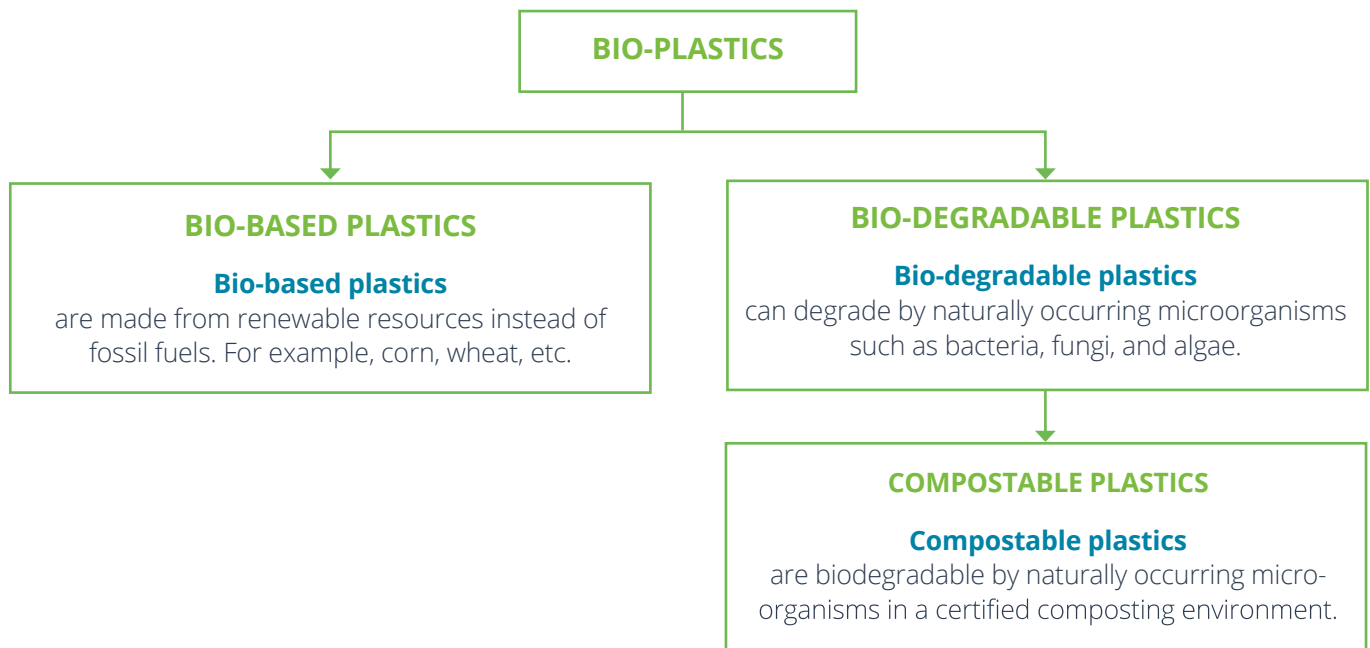 BIO-PLASTICS
BIO-BASED PLASTICS
Bio-based plastics
are made from renewable resources instead of
fossil fuels. For example, corn, wheat, etc.
BIO-DEGRADABLE PLASTICS
Bio-degradable plastics
can degrade by naturally occurring microorganisms
such as bacteria, fungi, and algae.
COMPOSTABLE PLASTICS
Compostable plastics
are biodegradable by naturally occurring micro-
organisms in a certified composting environment.